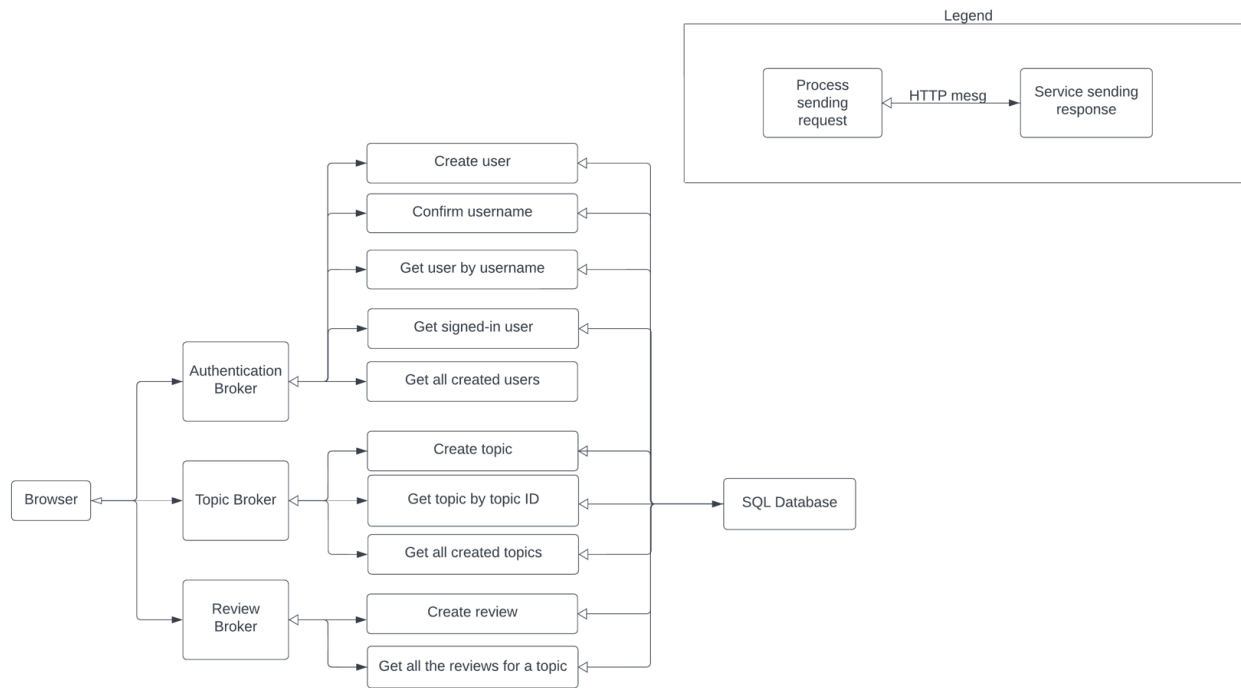 Legend
Process
sending
request
HTTP mesg
Service sending
response
Create user
Confirm username
Get user by username
Get signed-in user
Authentication
Broker
Get all created users
Create topic
Browser
Topic Broker
Get topic by topic ID
SQL Database
Get all created topics
Review
Broker
Create review
Get all the reviews for a topic